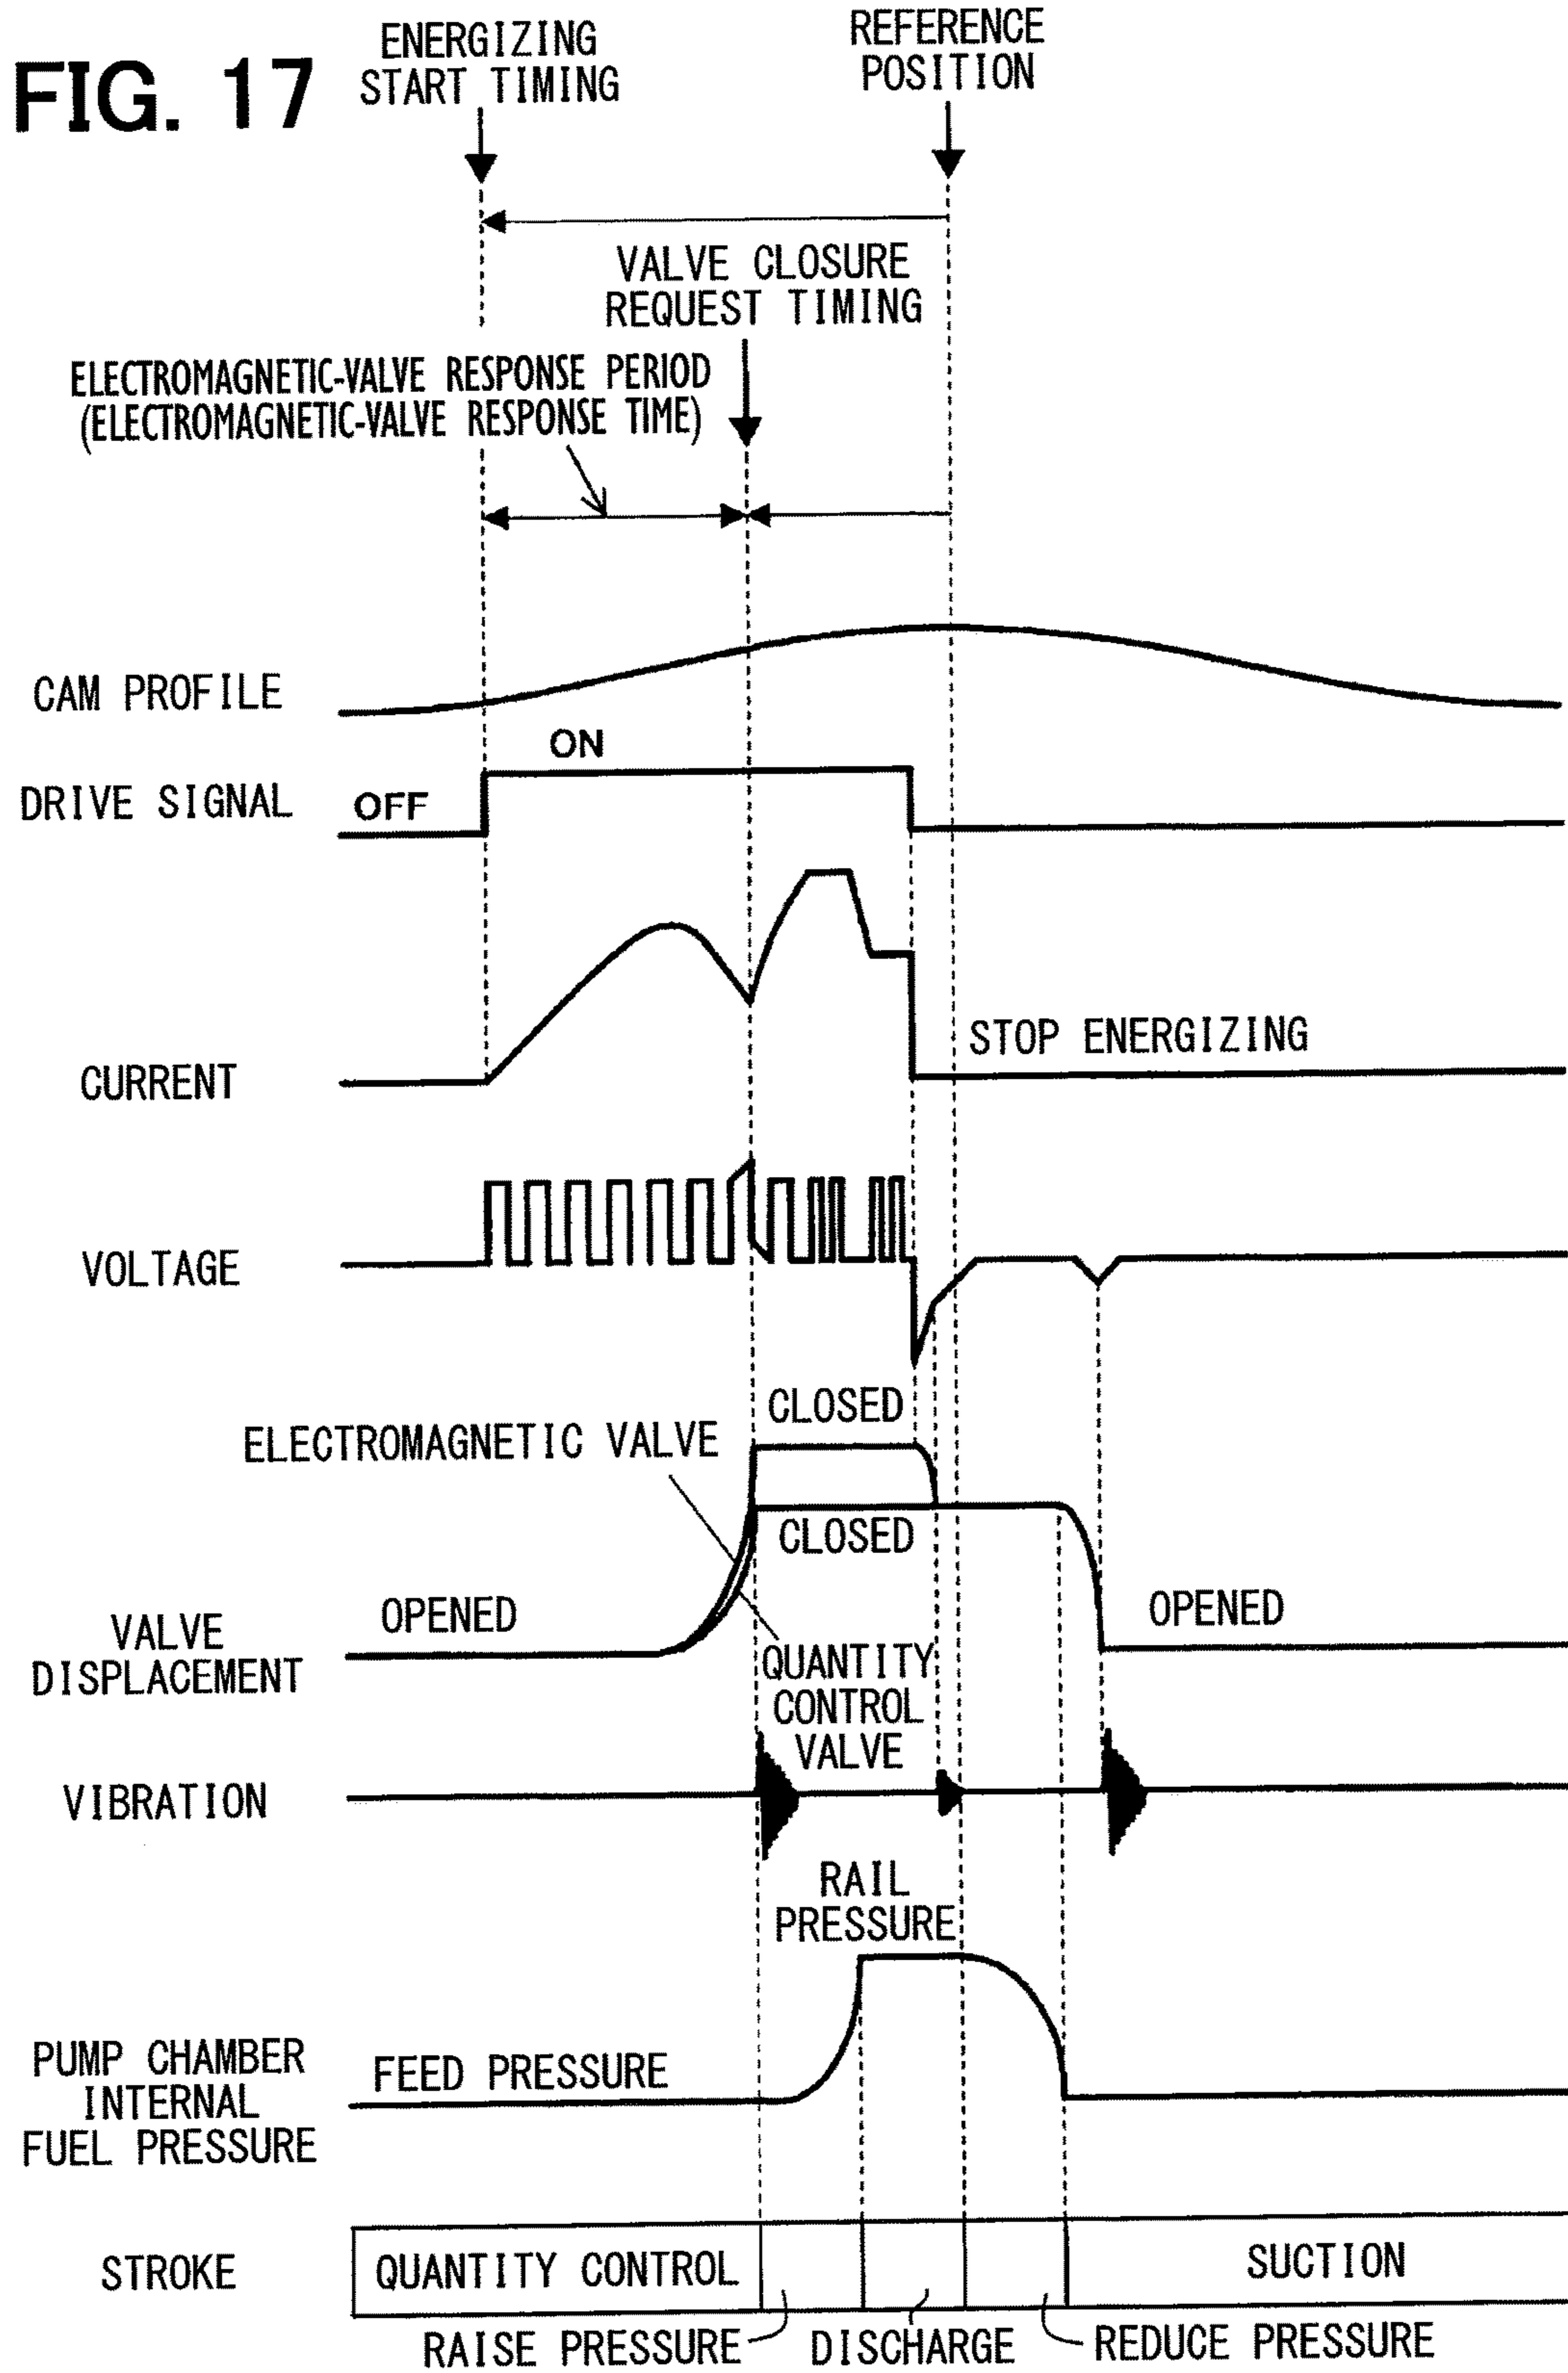 FIG. 17
ENERGIZING
START TIMING
REFERENCE
POSITION
VALVE CLOSURE
REQUEST TIMING
ELECTROMAGNETIC-VALVE RESPONSE PERIOD
(ELECTROMAGNETIC-VALVE RESPONSE TIME)
CAM PROFILE
ON
DRIVE SIGNAL
OFF
STOP ENERGIZING
CURRENT
VOLTAGE
CLOSED
ELECTROMAGNETIC VALVE
CLOSED
OPENED
OPENED
VALVE
DISPLACEMENT
QUANTITY
CONTROL
VALVE
VIBRATION
RAIL
PRESSURE
PUMP CHAMBER
INTERNAL
FUEL PRESSURE
FEED PRESSURE
STROKE
QUANTITY CONTROL
SUCTION
RAISE PRESSURE
DISCHARGE
REDUCE PRESSURE